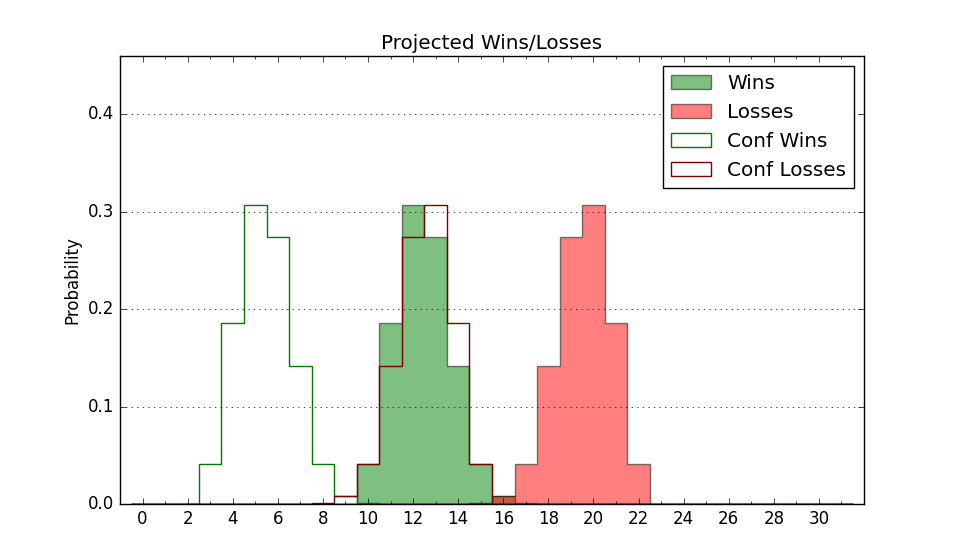 Projected Wins/Losses
Wins
Losses
Conf Wins
Conf Losses
Probability
0.4
0.3
0.2
0.1
0.0
0 2 4 6 8 10 12 14 16 18 20 22 24 26 28 30